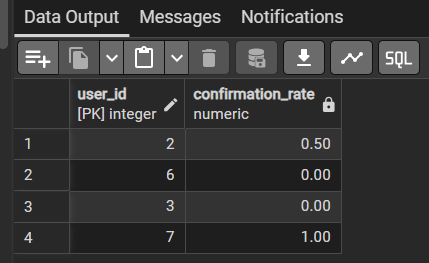 Data Output Messages Notifications
SQL
user_id confirmation_rate
[PK] integer numeric
1 2 0.50
2 6 0.00
3 3 0.00
4 7 1.00